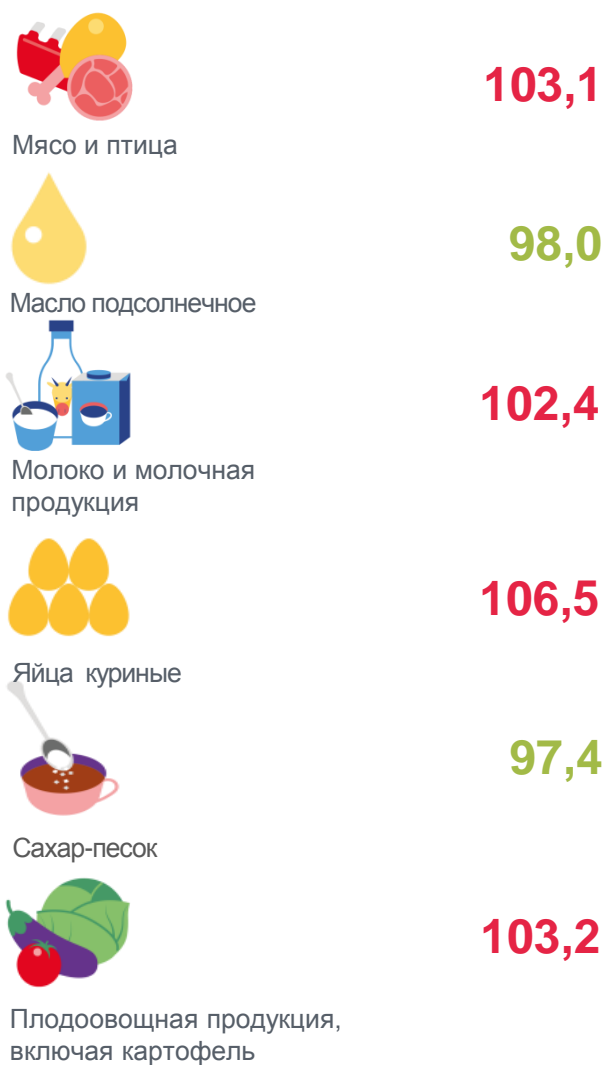 103,1
Мясо и птица
98,0
Масло подсолнечное
102,4
Молоко и молочная
продукция
106,5
Яйца куриные
97,4
Сахар-песок
103,2
Плодоовощная продукция,
включая картофель